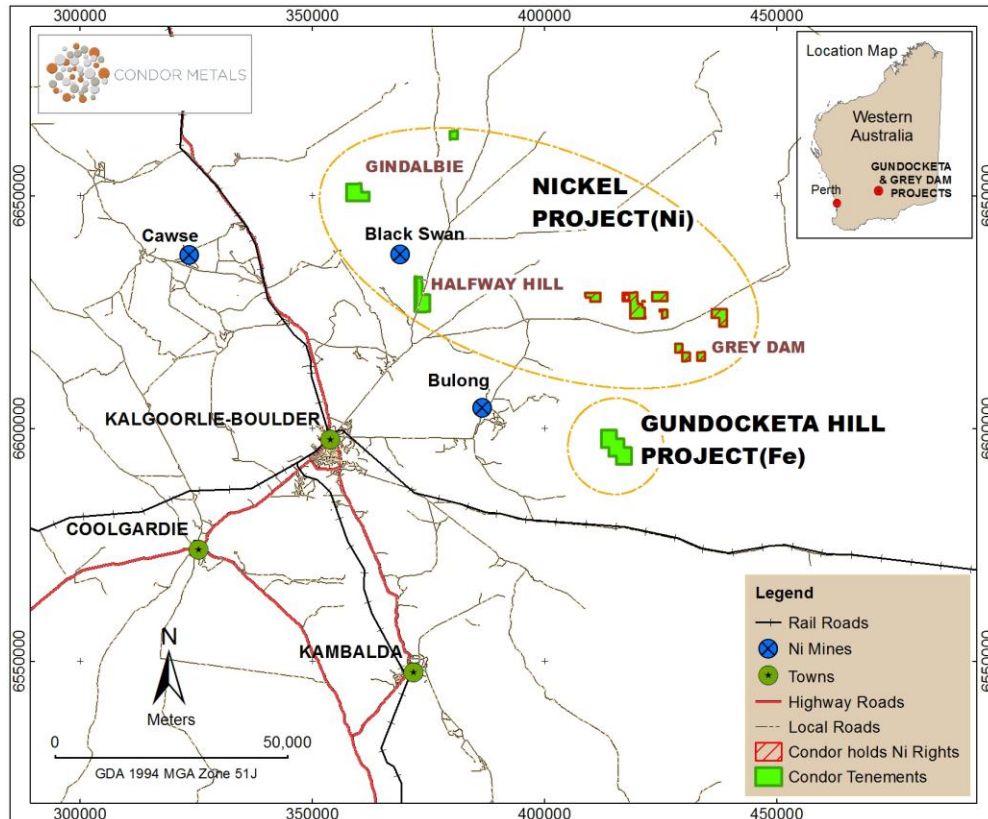 300000 350000 400000 450000
CONDOR METALS
Location Map
Western
Australia
GUNDOCKETA
& GREY DAM
PROJECTS
Perth
6650000
6650000
GINDALBIE
NICKEL
PROJECT(Ni)
Cawse
Black Swan
HALFWAY HILL
GREY DAM
Bulong
KALGOORLIE-BOULDER
6600000
6600000
GUNDOCKETA HILL
PROJECT(Fe)
COOLGARDIE
KAMBALDA
6550000
6550000
N
Meters
0 50,000
GDA 1994 MGA Zone 51J
Legend
Rail Roads
Ni Mines
Towns
Highway Roads
Local Roads
Condor holds Ni Rights
Condor Tenements
300000 350000 400000 450000